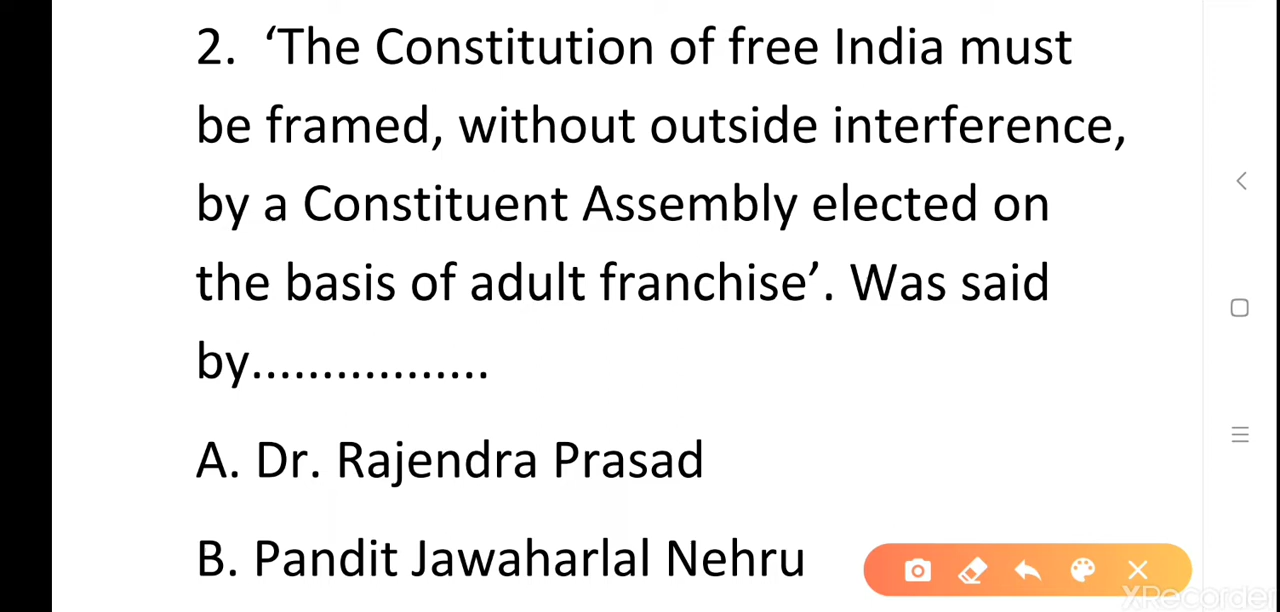 2. ‘The Constitution of free India must
be framed, without outside interference,
by a Constituent Assembly elected on
the basis of adult franchise’. Was said
by.................
A. Dr. Rajendra Prasad
B. Pandit Jawaharlal Nehru
XRecorder